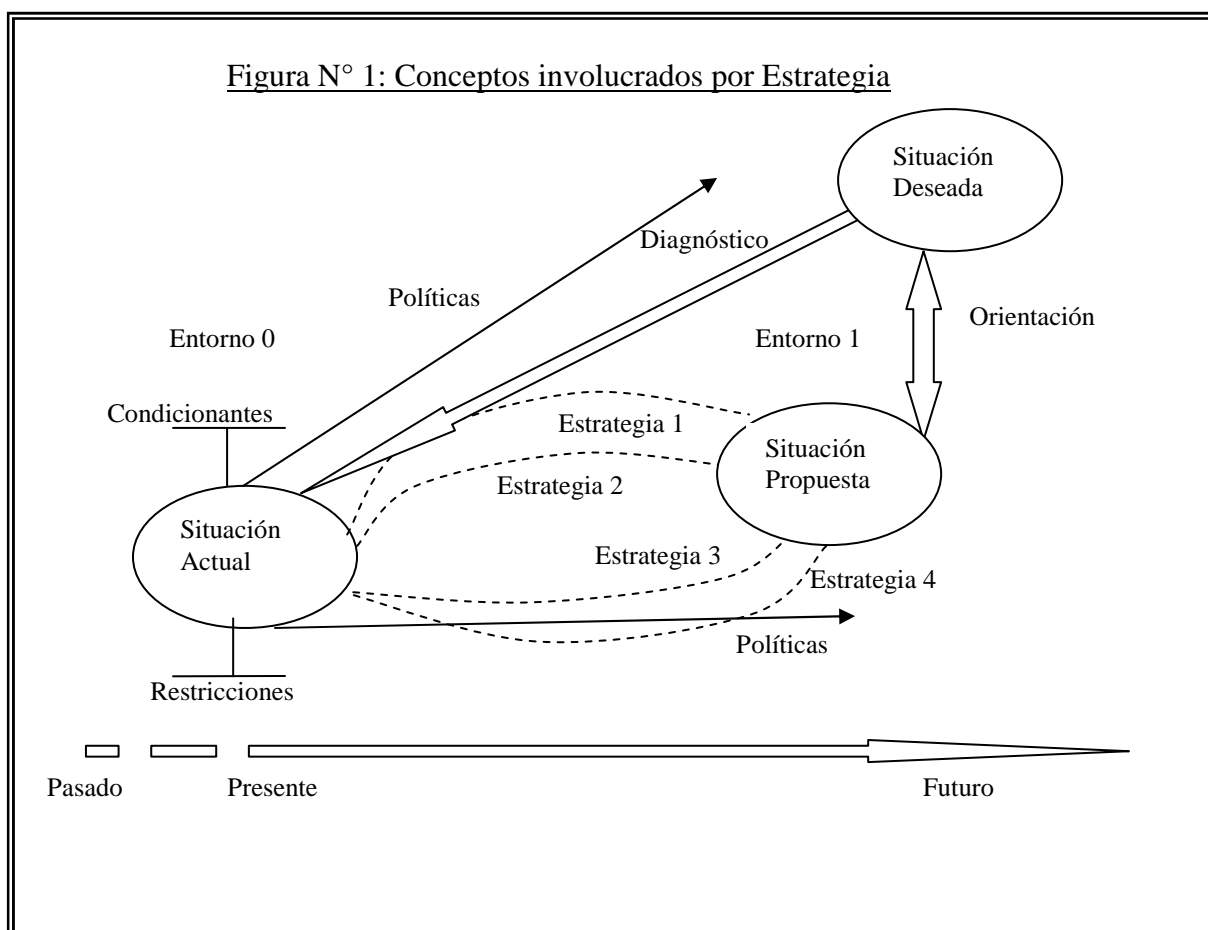 Figura N° 1: Conceptos involucrados por Estrategia
Situación
Deseada
Diagnóstico
Políticas
Orientación
Entorno 0
Entorno 1
Condicionantes
Estrategia 1
Situación
Propuesta
Estrategia 2
Situación
Actual
Estrategia 3
Estrategia 4
Políticas
Restricciones
Pasado
Presente
Futuro